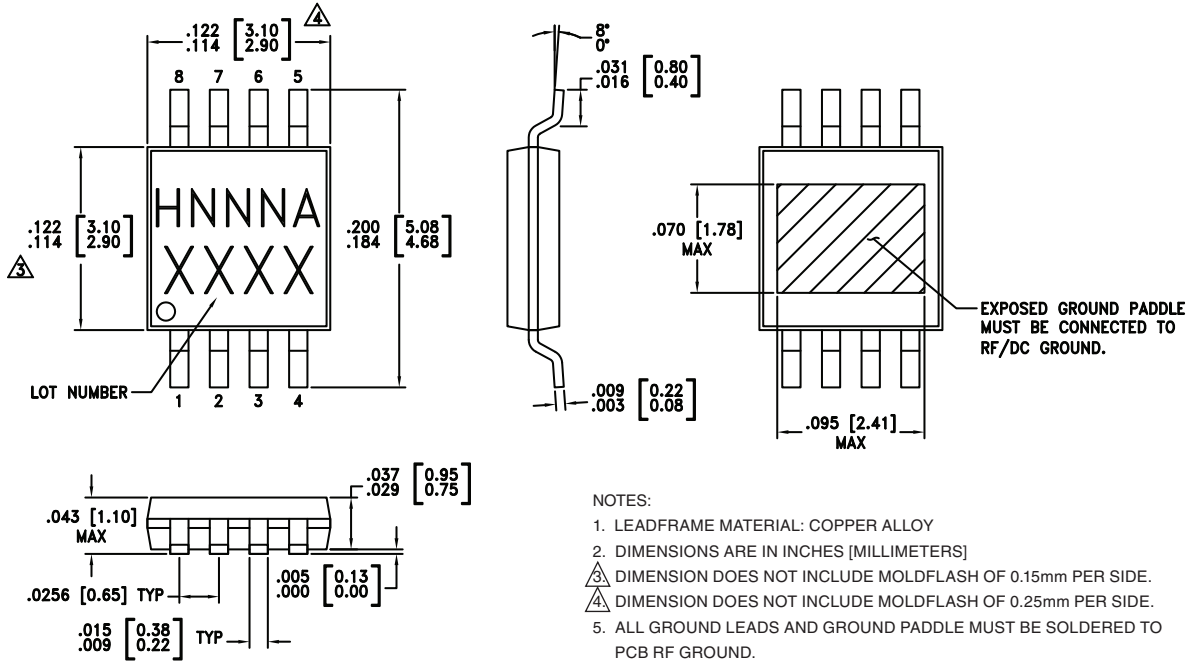 .122 [3.10]
.114 [2.90]
4
8 7 6 5
HNNNA
XXXX
.122 [3.10]
.114 [2.90]
3
.200 [5.08]
.184 [4.68]
LOT NUMBER
1 2 3 4
8°
0°
.031 [0.80]
.016 [0.40]
.009 [0.22]
.003 [0.08]
.070 [1.78]
MAX
EXPOSED GROUND PADDLE
MUST BE CONNECTED TO
RF/DC GROUND.
.095 [2.41]
MAX
.037 [0.95]
.029 [0.75]
.043 [1.10]
MAX
.005 [0.13]
.000 [0.00]
.0256 [0.65] TYP
.015 [0.38]
.009 [0.22] TYP
NOTES:
1. LEADFRAME MATERIAL: COPPER ALLOY
2. DIMENSIONS ARE IN INCHES [MILLIMETERS]
3. DIMENSION DOES NOT INCLUDE MOLDFLASH OF 0.15mm PER SIDE.
4. DIMENSION DOES NOT INCLUDE MOLDFLASH OF 0.25mm PER SIDE.
5. ALL GROUND LEADS AND GROUND PADDLE MUST BE SOLDERED TO
PCB RF GROUND.